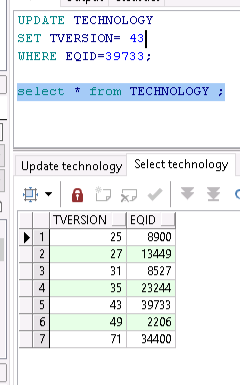 UPDATE TECHNOLOGY
SET TVERSION= 43
WHERE EQID=39733;
select * from TECHNOLOGY ;
Update technology Select technology
TVERSION EQID
1 25 8900
2 27 13449
3 31 8527
4 35 23244
5 43 39733
6 49 2206
7 71 34400